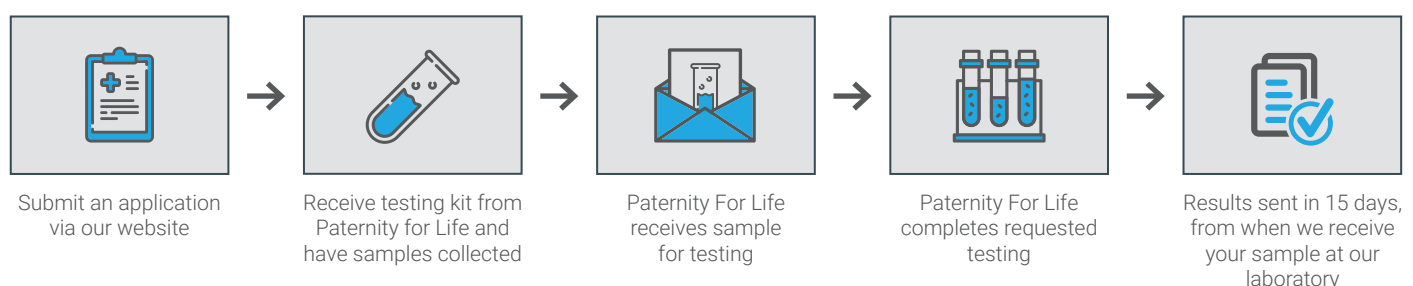 Submit an application
via our website
Receive testing kit from
Paternity for Life and
have samples collected
Paternity For Life
receives sample
for testing
Paternity For Life
completes requested
testing
Results sent in 15 days,
from when we receive
your sample at our
laboratory